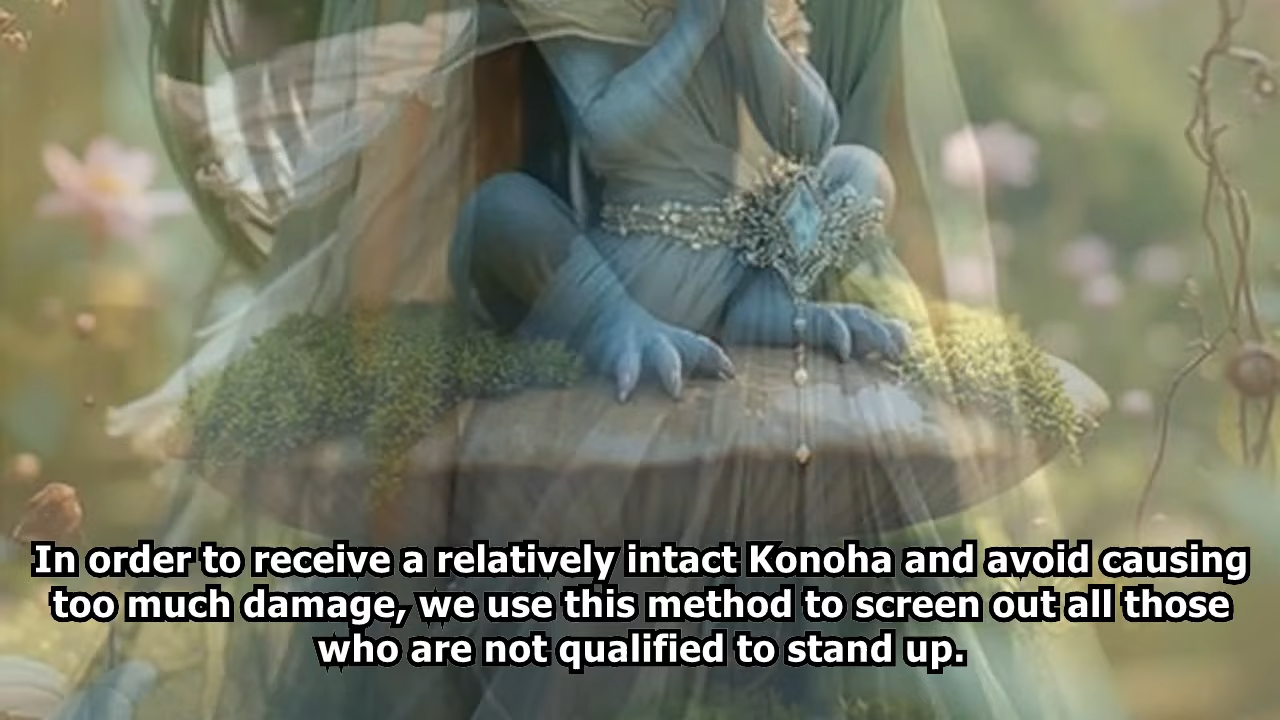 In order to receive a relatively intact Konoha and avoid causing
too much damage, we use this method to screen out all those
who are not qualified to stand up.